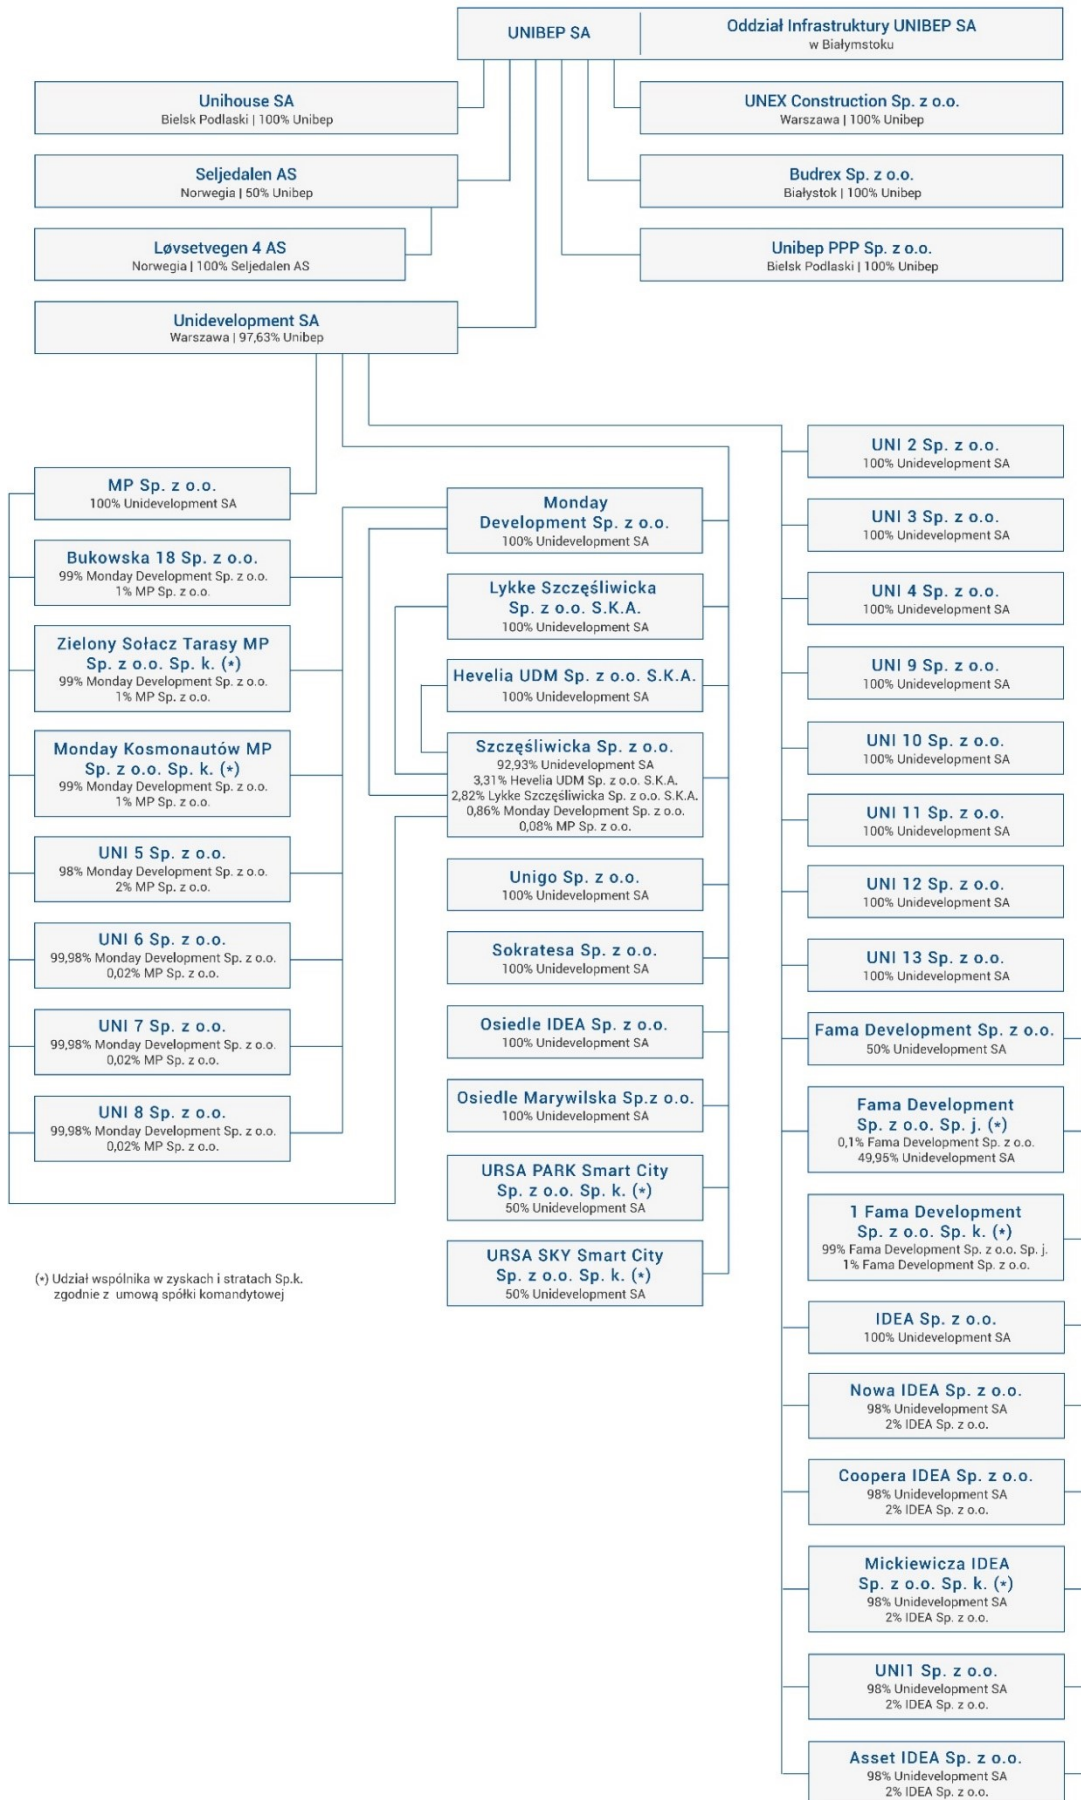 UNIBEP SA
Oddział Infrastruktury UNIBEP SA
w Białymstoku
Unihouse SA
Bielsk Podlaski | 100% Unibep
UNEX Construction Sp. z o.o.
Warszawa | 100% Unibep
Seljedalen AS
Norwegia | 50% Unibep
Budrex Sp. z o.o.
Białystok | 100% Unibep
Løvsetvegen 4 AS
Norwegia | 100% Seljedalen AS
Unibep PPP Sp. z o.o.
Bielsk Podlaski | 100% Unibep
Unidevelopment SA
Warszawa | 97,63% Unibep
MP Sp. z o.o.
100% Unidevelopment SA
Bukowska 18 Sp. z o.o.
99% Monday Development Sp. z o.o.
1% MP Sp. z o.o.
Zielony Sołacz Tarasy MP
Sp. z o.o. Sp. k. (*)
99% Monday Development Sp. z o.o.
1% MP Sp. z o.o.
Monday Kosmonautów MP
Sp. z o.o. Sp. k. (*)
99% Monday Development Sp. z o.o.
1% MP Sp. z o.o.
UNI 5 Sp. z o.o.
98% Monday Development Sp. z o.o.
2% MP Sp. z o.o.
UNI 6 Sp. z o.o.
99,98% Monday Development Sp. z o.o.
0,02% MP Sp. z o.o.
UNI 7 Sp. z o.o.
99,98% Monday Development Sp. z o.o.
0,02% MP Sp. z o.o.
UNI 8 Sp. z o.o.
99,98% Monday Development Sp. z o.o.
0,02% MP Sp. z o.o.
(*) Udział wspólnika w zyskach i stratach Sp.k.
zgodnie z umową spółki komandytowej
Monday
Development Sp. z o.o.
100% Unidevelopment SA
Lykke Szczęśliwicka
Sp. z o.o. S.K.A.
100% Unidevelopment SA
Hevelia UDM Sp. z o.o. S.K.A.
100% Unidevelopment SA
Szczęśliwicka Sp. z o.o.
92,93% Unidevelopment SA
3,31% Hevelia UDM Sp. z o.o. S.K.A.
2,82% Lykke Szczęśliwicka Sp. z o.o. S.K.A.
0,86% Monday Development Sp. z o.o.
0,08% MP Sp. z o.o.
Unigo Sp. z o.o.
100% Unidevelopment SA
Sokratesa Sp. z o.o.
100% Unidevelopment SA
Osiedle IDEA Sp. z o.o.
100% Unidevelopment SA
Osiedle Marywilska Sp.z o.o.
100% Unidevelopment SA
URSA PARK Smart City
Sp. z o.o. Sp. k. (*)
50% Unidevelopment SA
URSA SKY Smart City
Sp. z o.o. Sp. k. (*)
50% Unidevelopment SA
UNI 2 Sp. z o.o.
100% Unidevelopment SA
UNI 3 Sp. z o.o.
100% Unidevelopment SA
UNI 4 Sp. z o.o.
100% Unidevelopment SA
UNI 9 Sp. z o.o.
100% Unidevelopment SA
UNI 10 Sp. z o.o.
100% Unidevelopment SA
UNI 11 Sp. z o.o.
100% Unidevelopment SA
UNI 12 Sp. z o.o.
100% Unidevelopment SA
UNI 13 Sp. z o.o.
100% Unidevelopment SA
Fama Development Sp. z o.o.
50% Unidevelopment SA
Fama Development
Sp. z o.o. Sp. j. (*)
0,1% Fama Development Sp. z o.o.
49,95% Unidevelopment SA
1 Fama Development
Sp. z o.o. Sp. k. (*)
99% Fama Development Sp. z o.o. Sp. j.
1% Fama Development Sp. z o.o.
IDEA Sp. z o.o.
100% Unidevelopment SA
Nowa IDEA Sp. z o.o.
98% Unidevelopment SA
2% IDEA Sp. z o.o.
Coopera IDEA Sp. z o.o.
98% Unidevelopment SA
2% IDEA Sp. z o.o.
Mickiewicza IDEA
Sp. z o.o. Sp. k. (*)
98% Unidevelopment SA
2% IDEA Sp. z o.o.
UNI1 Sp. z o.o.
98% Unidevelopment SA
2% IDEA Sp. z o.o.
Asset IDEA Sp. z o.o.
98% Unidevelopment SA
2% IDEA Sp. z o.o.